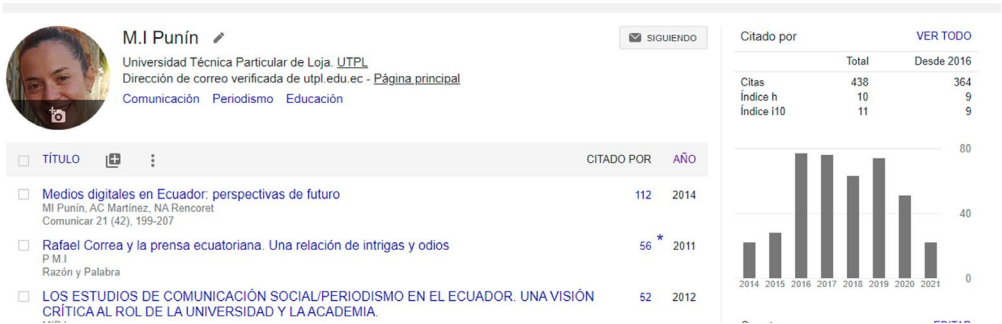 M.I Punín
SIGUIENDO
Universidad Técnica Particular de Loja. UTPL
Dirección de correo verificada de utpl.edu.ec - Página principal
Comunicación Periodismo Educación
TÍTULO CITADO POR AÑO
Medios digitales en Ecuador: perspectivas de futuro 112 2014
MI Punín, AC Martínez, NA Rencoret
Comunicar 21 (42), 199-207
Rafael Correa y la prensa ecuatoriana. Una relación de intrigas y odios 56 * 2011
P M.I
Razón y Palabra
LOS ESTUDIOS DE COMUNICACIÓN SOCIAL/PERIODISMO EN EL ECUADOR. UNA VISIÓN 52 2012
CRÍTICA AL ROL DE LA UNIVERSIDAD Y LA ACADEMIA.
Citado por VER TODO
Total Desde 2016
Citas 438 364
Índice h 10 9
Índice i10 11 9
80
40
0
2014 2015 2016 2017 2018 2019 2020 2021